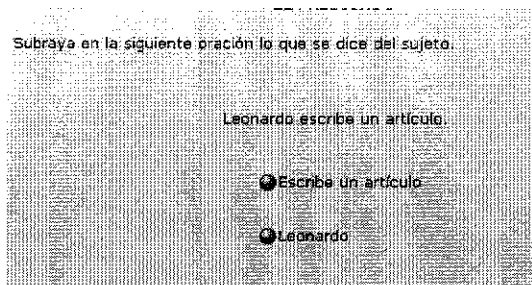 Subraya en la siguiente oración lo que se dice del sujeto.
Leonardo escribe un artículo.
Escribe un artículo
Leonardo